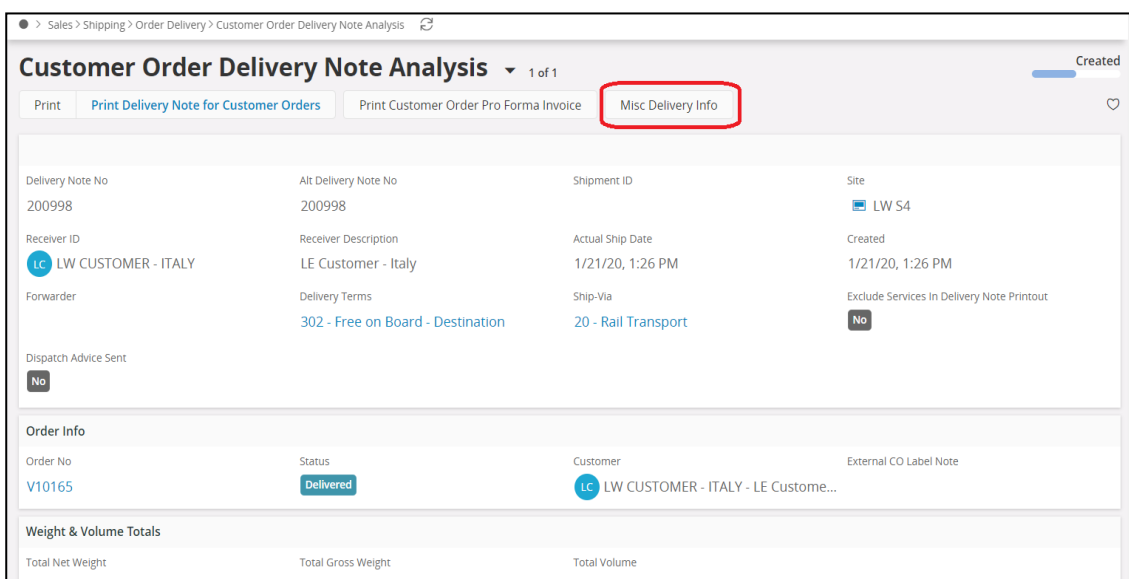 > Sales > Shipping > Order Delivery > Customer Order Delivery Note Analysis
Customer Order Delivery Note Analysis 1 of 1
Created
Print Print Delivery Note for Customer Orders Print Customer Order Pro Forma Invoice Misc Delivery Info
Delivery Note No Alt Delivery Note No Shipment ID Site
200998 200998 LW S4
Receiver ID Receiver Description Actual Ship Date Created
LC LW CUSTOMER - ITALY LE Customer - Italy 1/21/20, 1:26 PM 1/21/20, 1:26 PM
Forwarder Delivery Terms Ship-Via Exclude Services In Delivery Note Printout
302 - Free on Board - Destination 20 - Rail Transport No
Dispatch Advice Sent
No
Order Info
Order No Status Customer External CO Label Note
V10165 Delivered LC LW CUSTOMER - ITALY - LE Custome...
Weight & Volume Totals
Total Net Weight Total Gross Weight Total Volume